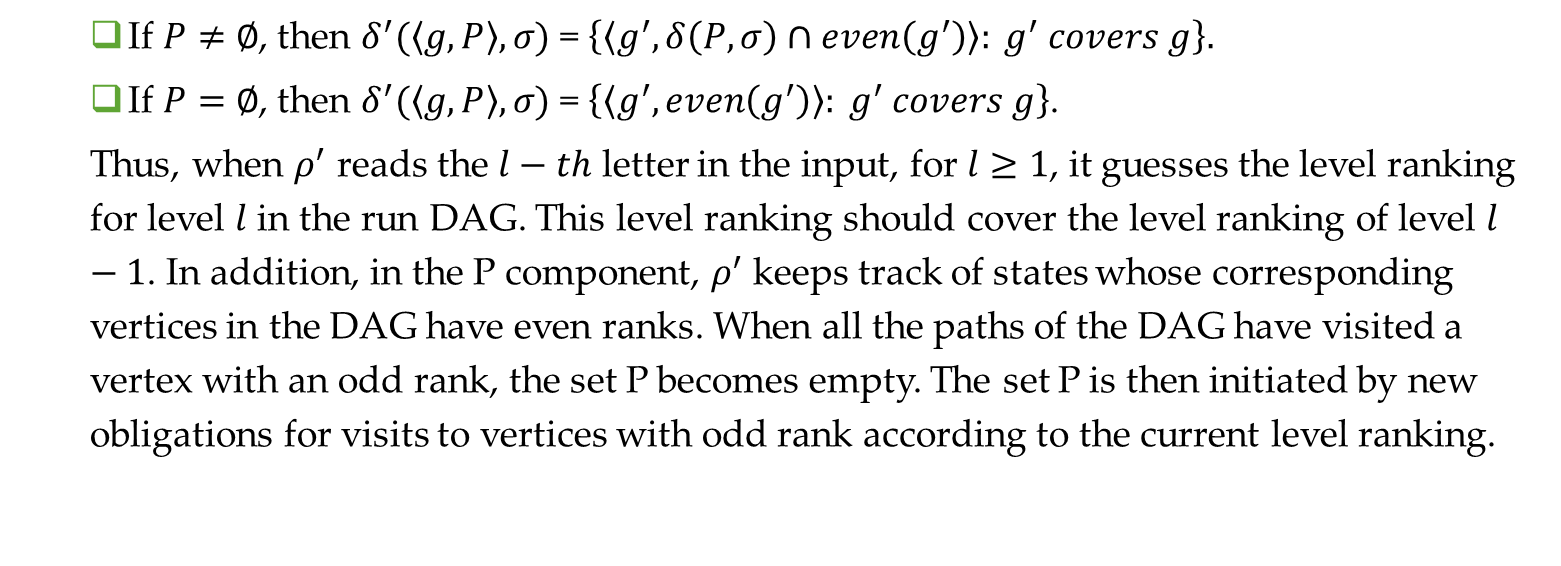 ❑ If P ≠ ∅, then δ′(⟨g, P⟩, σ) = {⟨g′, δ(P, σ) ∩ even(g′)⟩: g′ covers g}.
❑ If P = ∅, then δ′(⟨g, P⟩, σ) = {⟨g′, even(g′)⟩: g′ covers g}.
Thus, when ρ′ reads the l − th letter in the input, for l ≥ 1, it guesses the level ranking
for level l in the run DAG. This level ranking should cover the level ranking of level l
− 1. In addition, in the P component, ρ′ keeps track of states whose corresponding
vertices in the DAG have even ranks. When all the paths of the DAG have visited a
vertex with an odd rank, the set P becomes empty. The set P is then initiated by new
obligations for visits to vertices with odd rank according to the current level ranking.